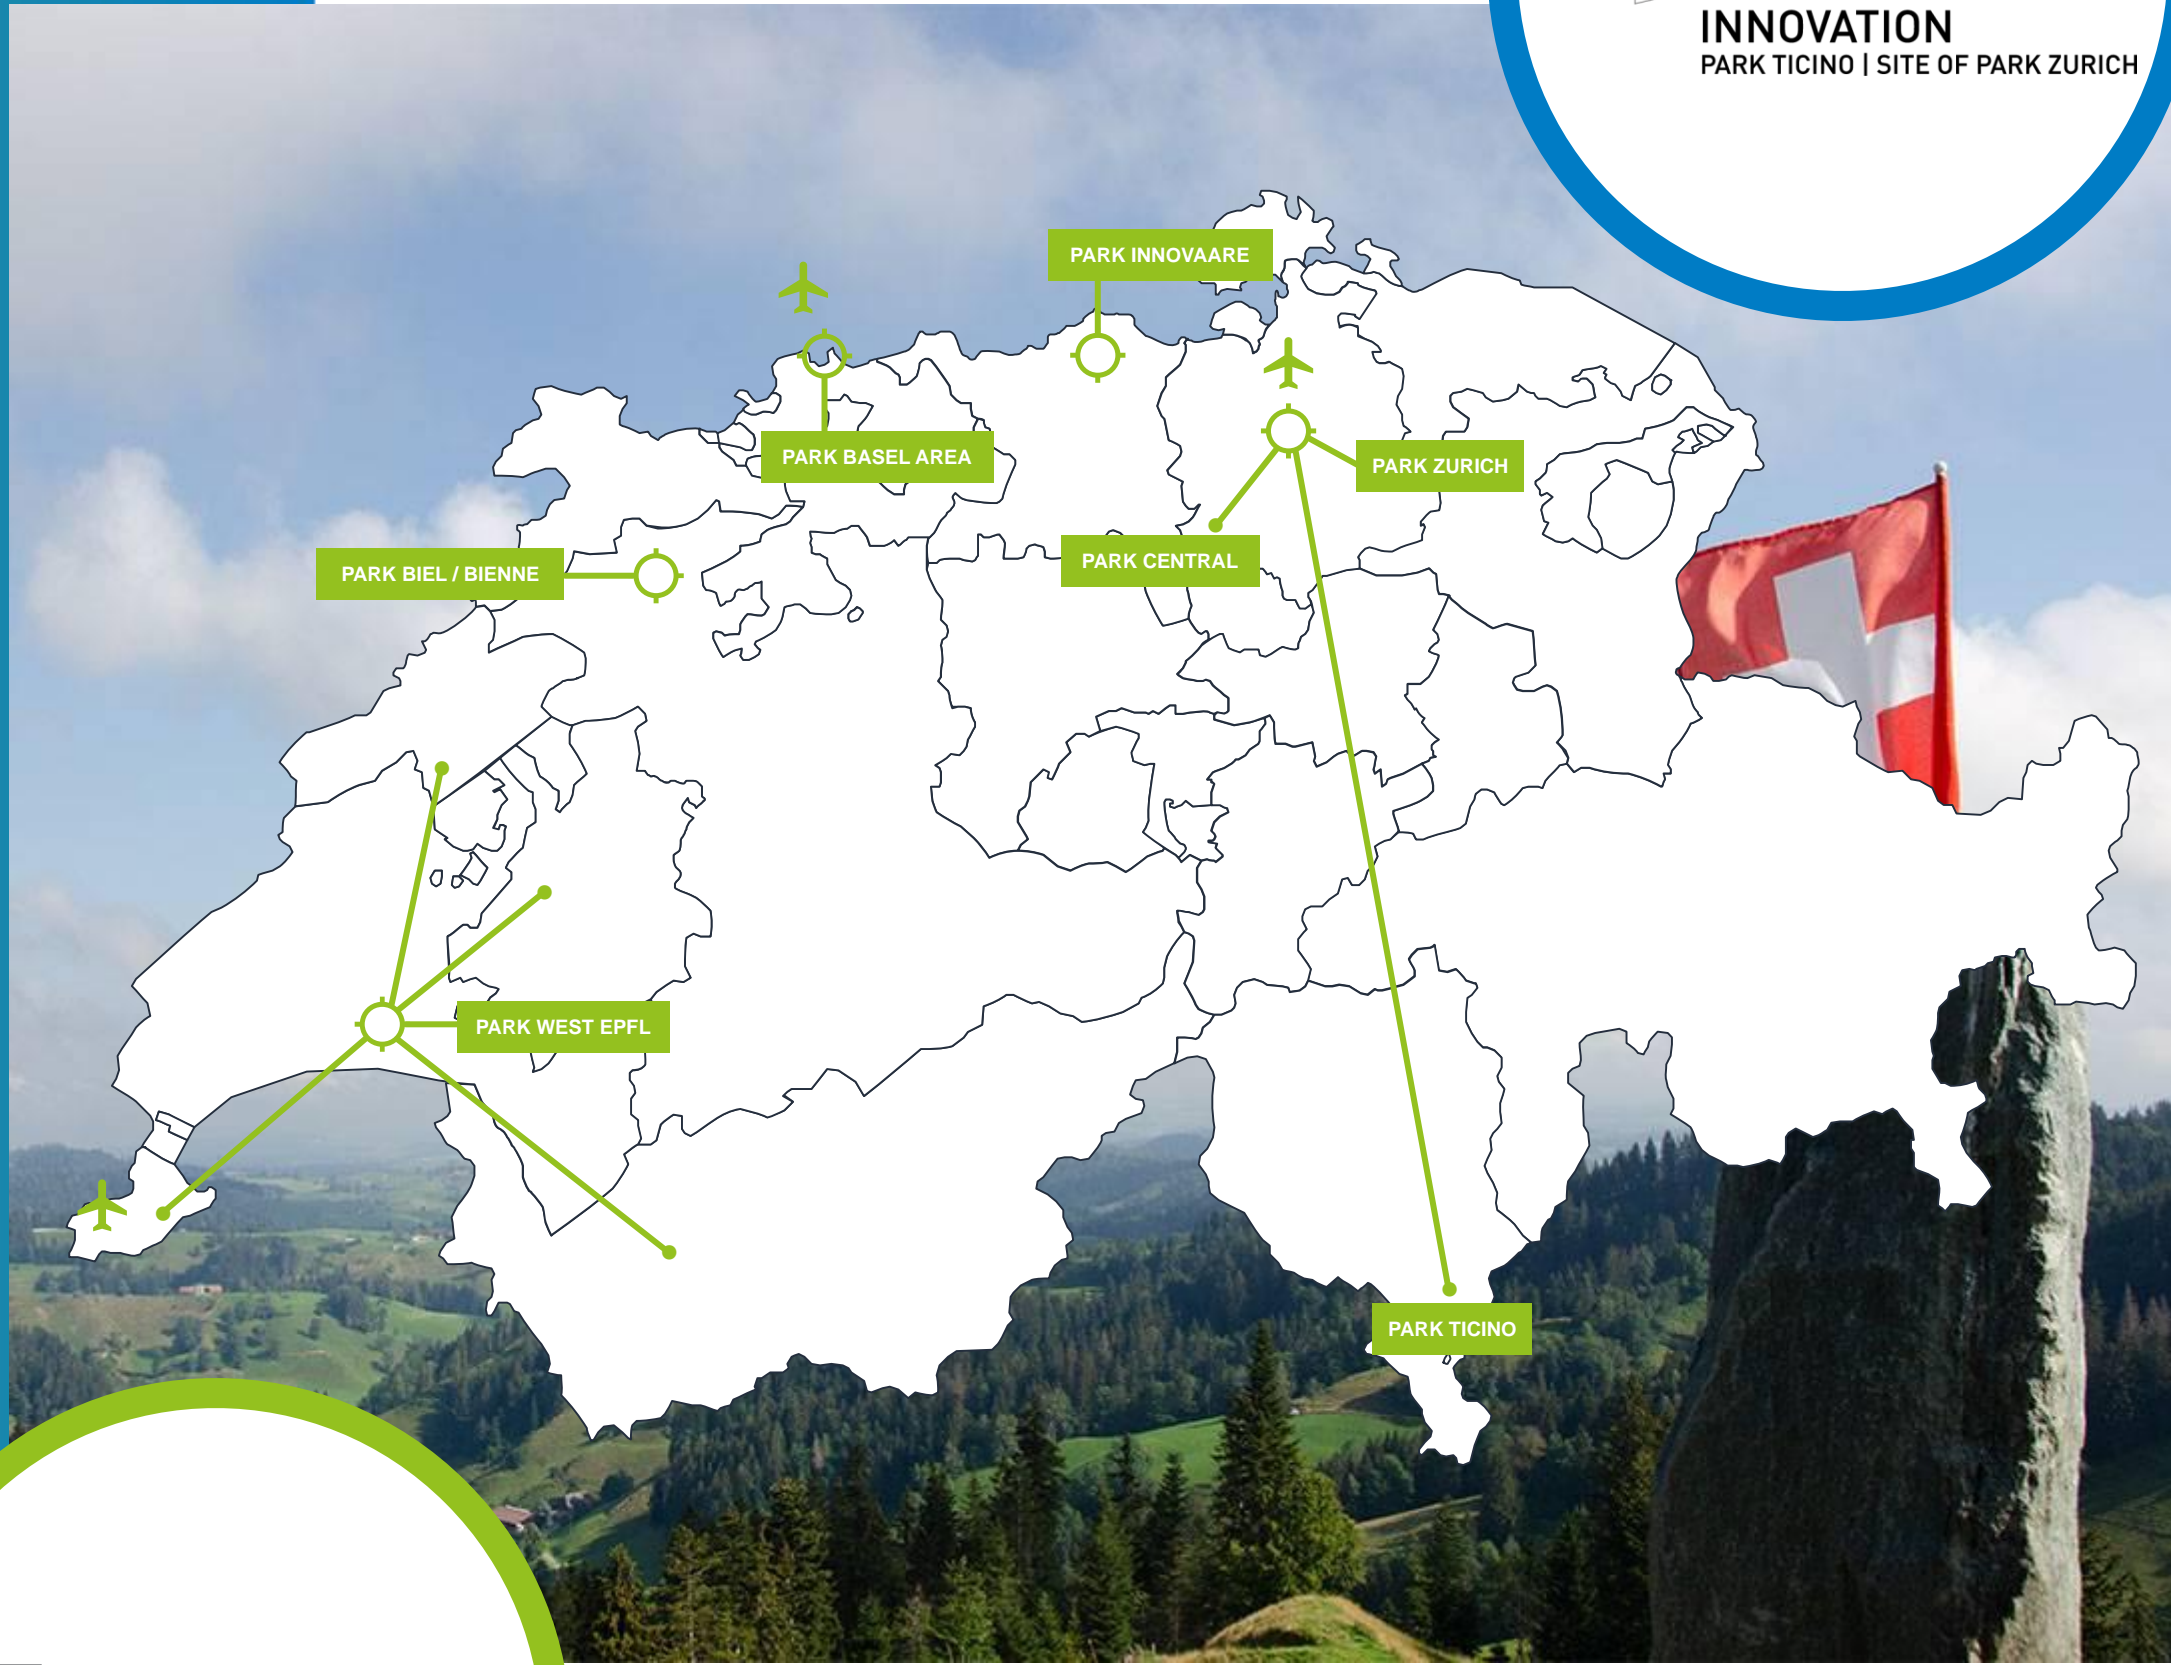 INNOVATION
PARK TICINO | SITE OF PARK ZURICH
PARK INNOVAARE
PARK BASEL AREA
PARK ZURICH
PARK CENTRAL
PARK BIEL / BIENNE
PARK WEST EPFL
PARK TICINO